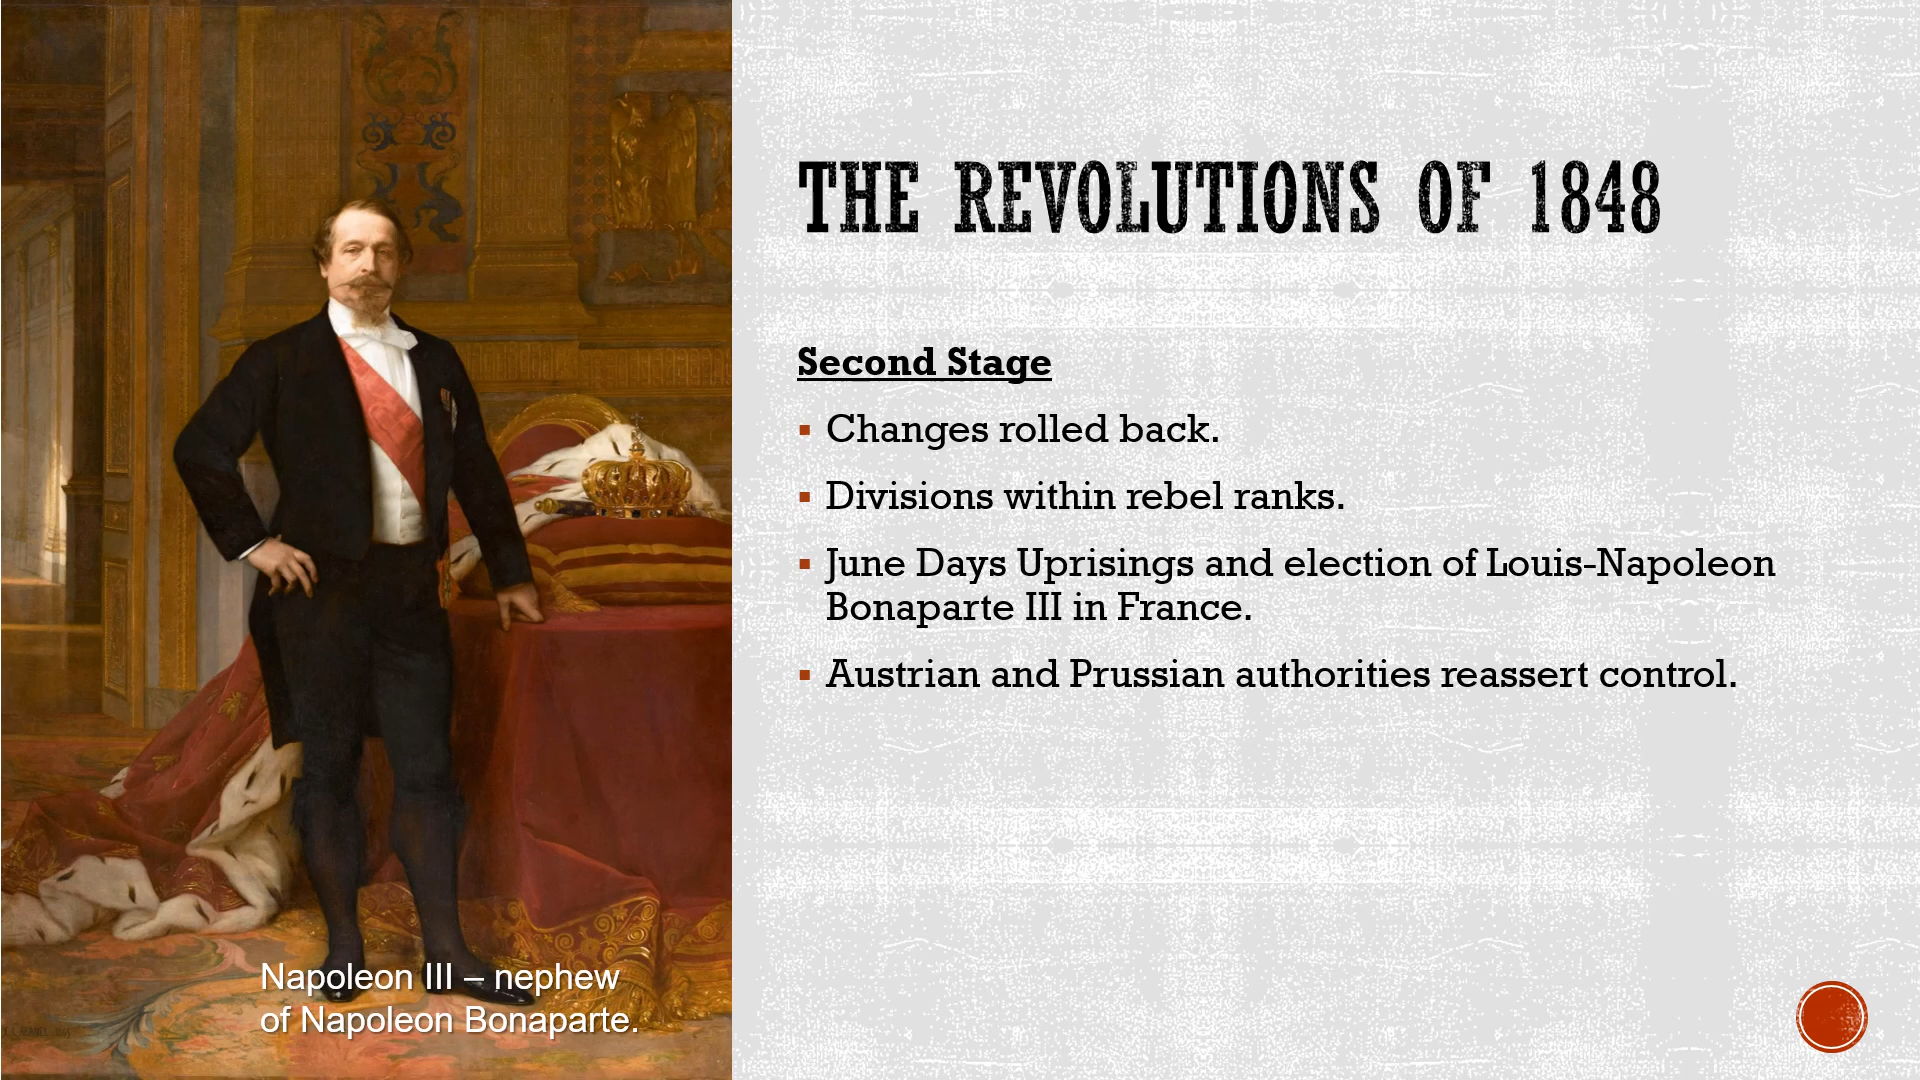 THE REVOLUTIONS OF 1848
Second Stage
Changes rolled back.
Divisions within rebel ranks.
June Days Uprisings and election of Louis-Napoleon
Bonaparte III in France.
Austrian and Prussian authorities reassert control.
Napoleon III – nephew
of Napoleon Bonaparte.